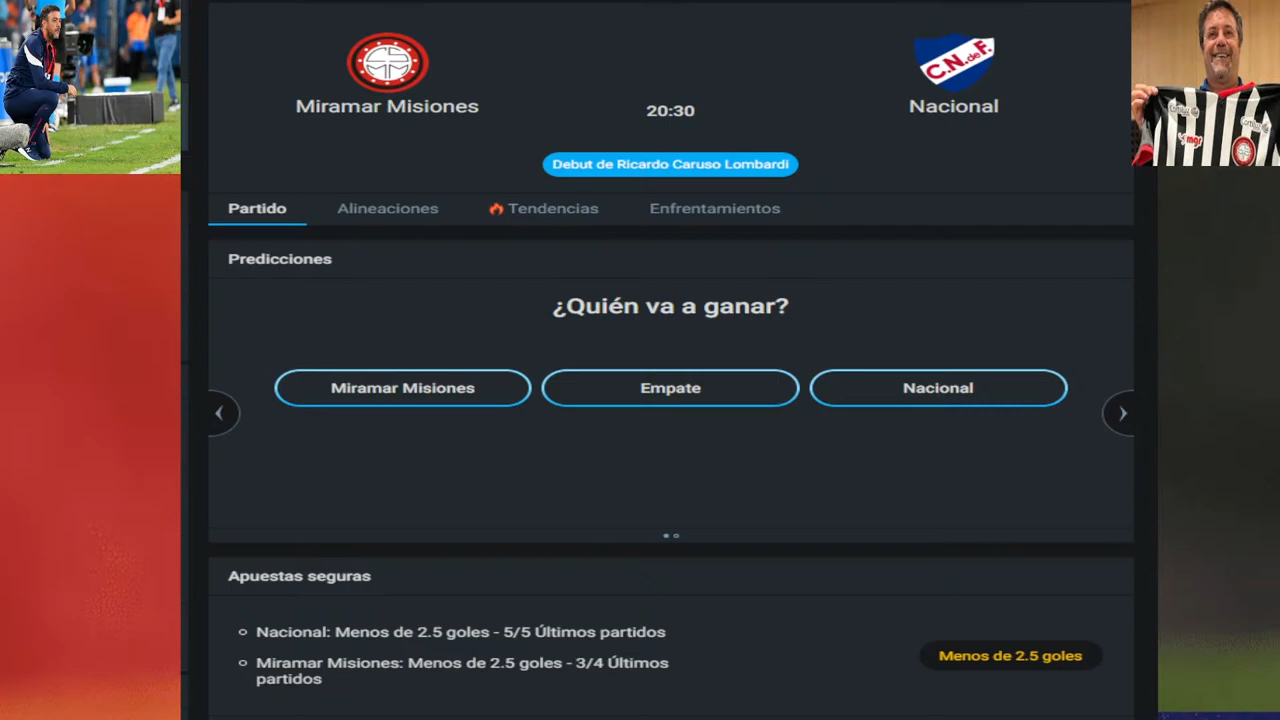 C.N.deF.
Miramar Misiones
20:30
Nacional
Debut de Ricardo Caruso Lombardi
Partido
Alineaciones
Tendencias
Enfrentamientos
Predicciones
¿Quién va a ganar?
Miramar Misiones
Empate
Nacional
Apuestas seguras
Nacional: Menos de 2.5 goles - 5/5 Últimos partidos
Miramar Misiones: Menos de 2.5 goles - 3/4 Últimos
partidos
Menos de 2.5 goles